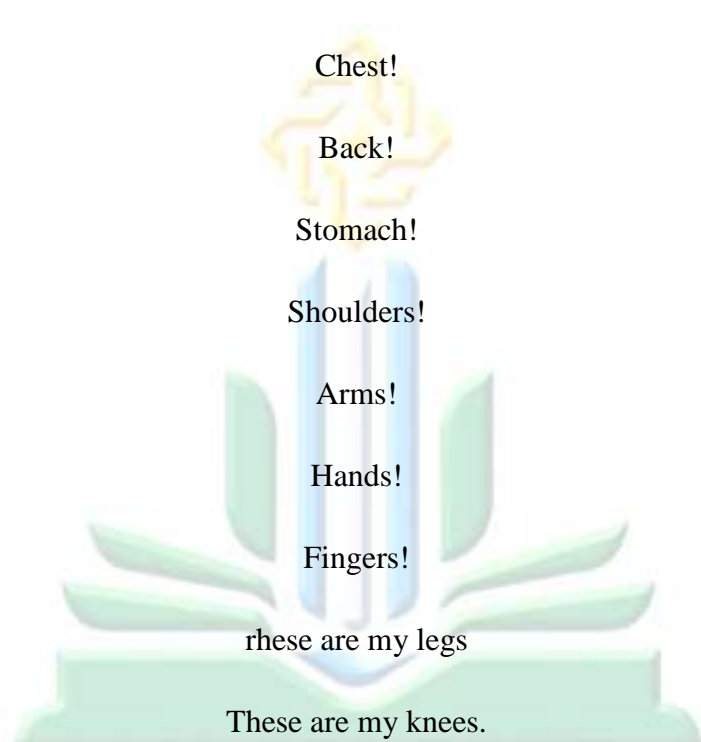 Chest!
Back!
Stomach!
Shoulders!
Arms!
Hands!
Fingers!
rhese are my legs
These are my knees.